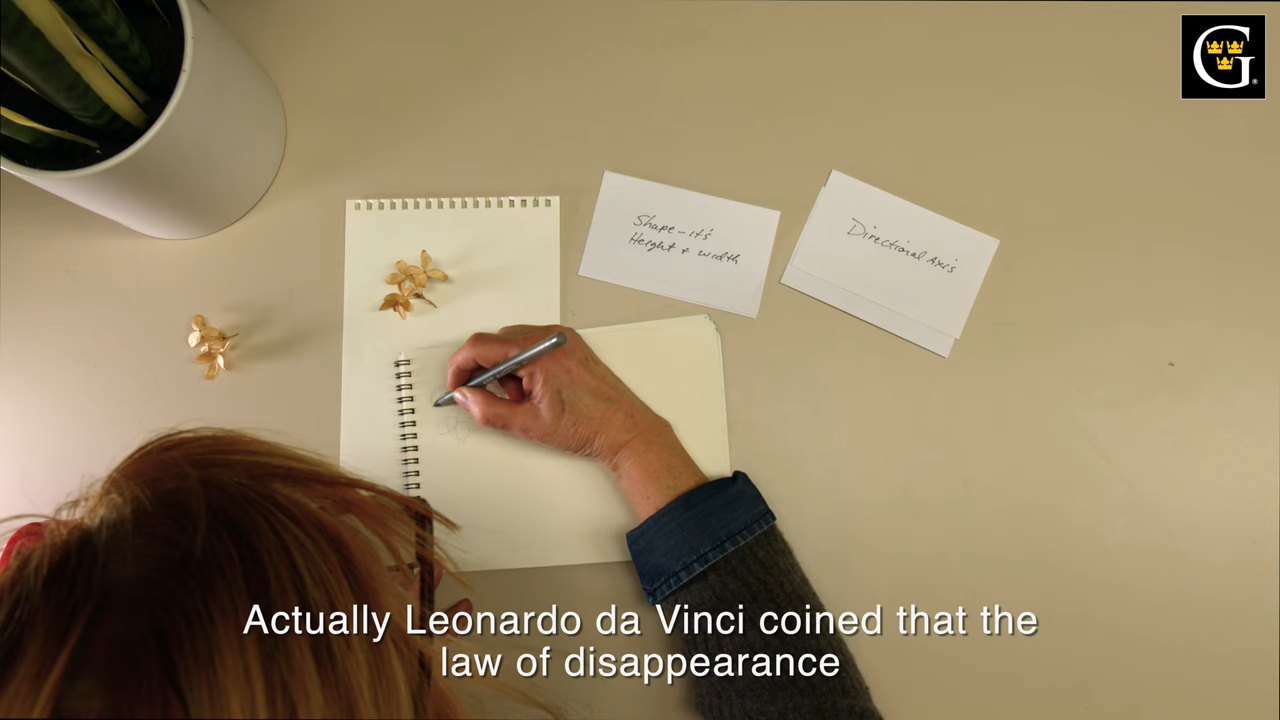 G
Shape - it's
Height + width
Directional Axis
Actually Leonardo da Vinci coined that the
law of disappearance